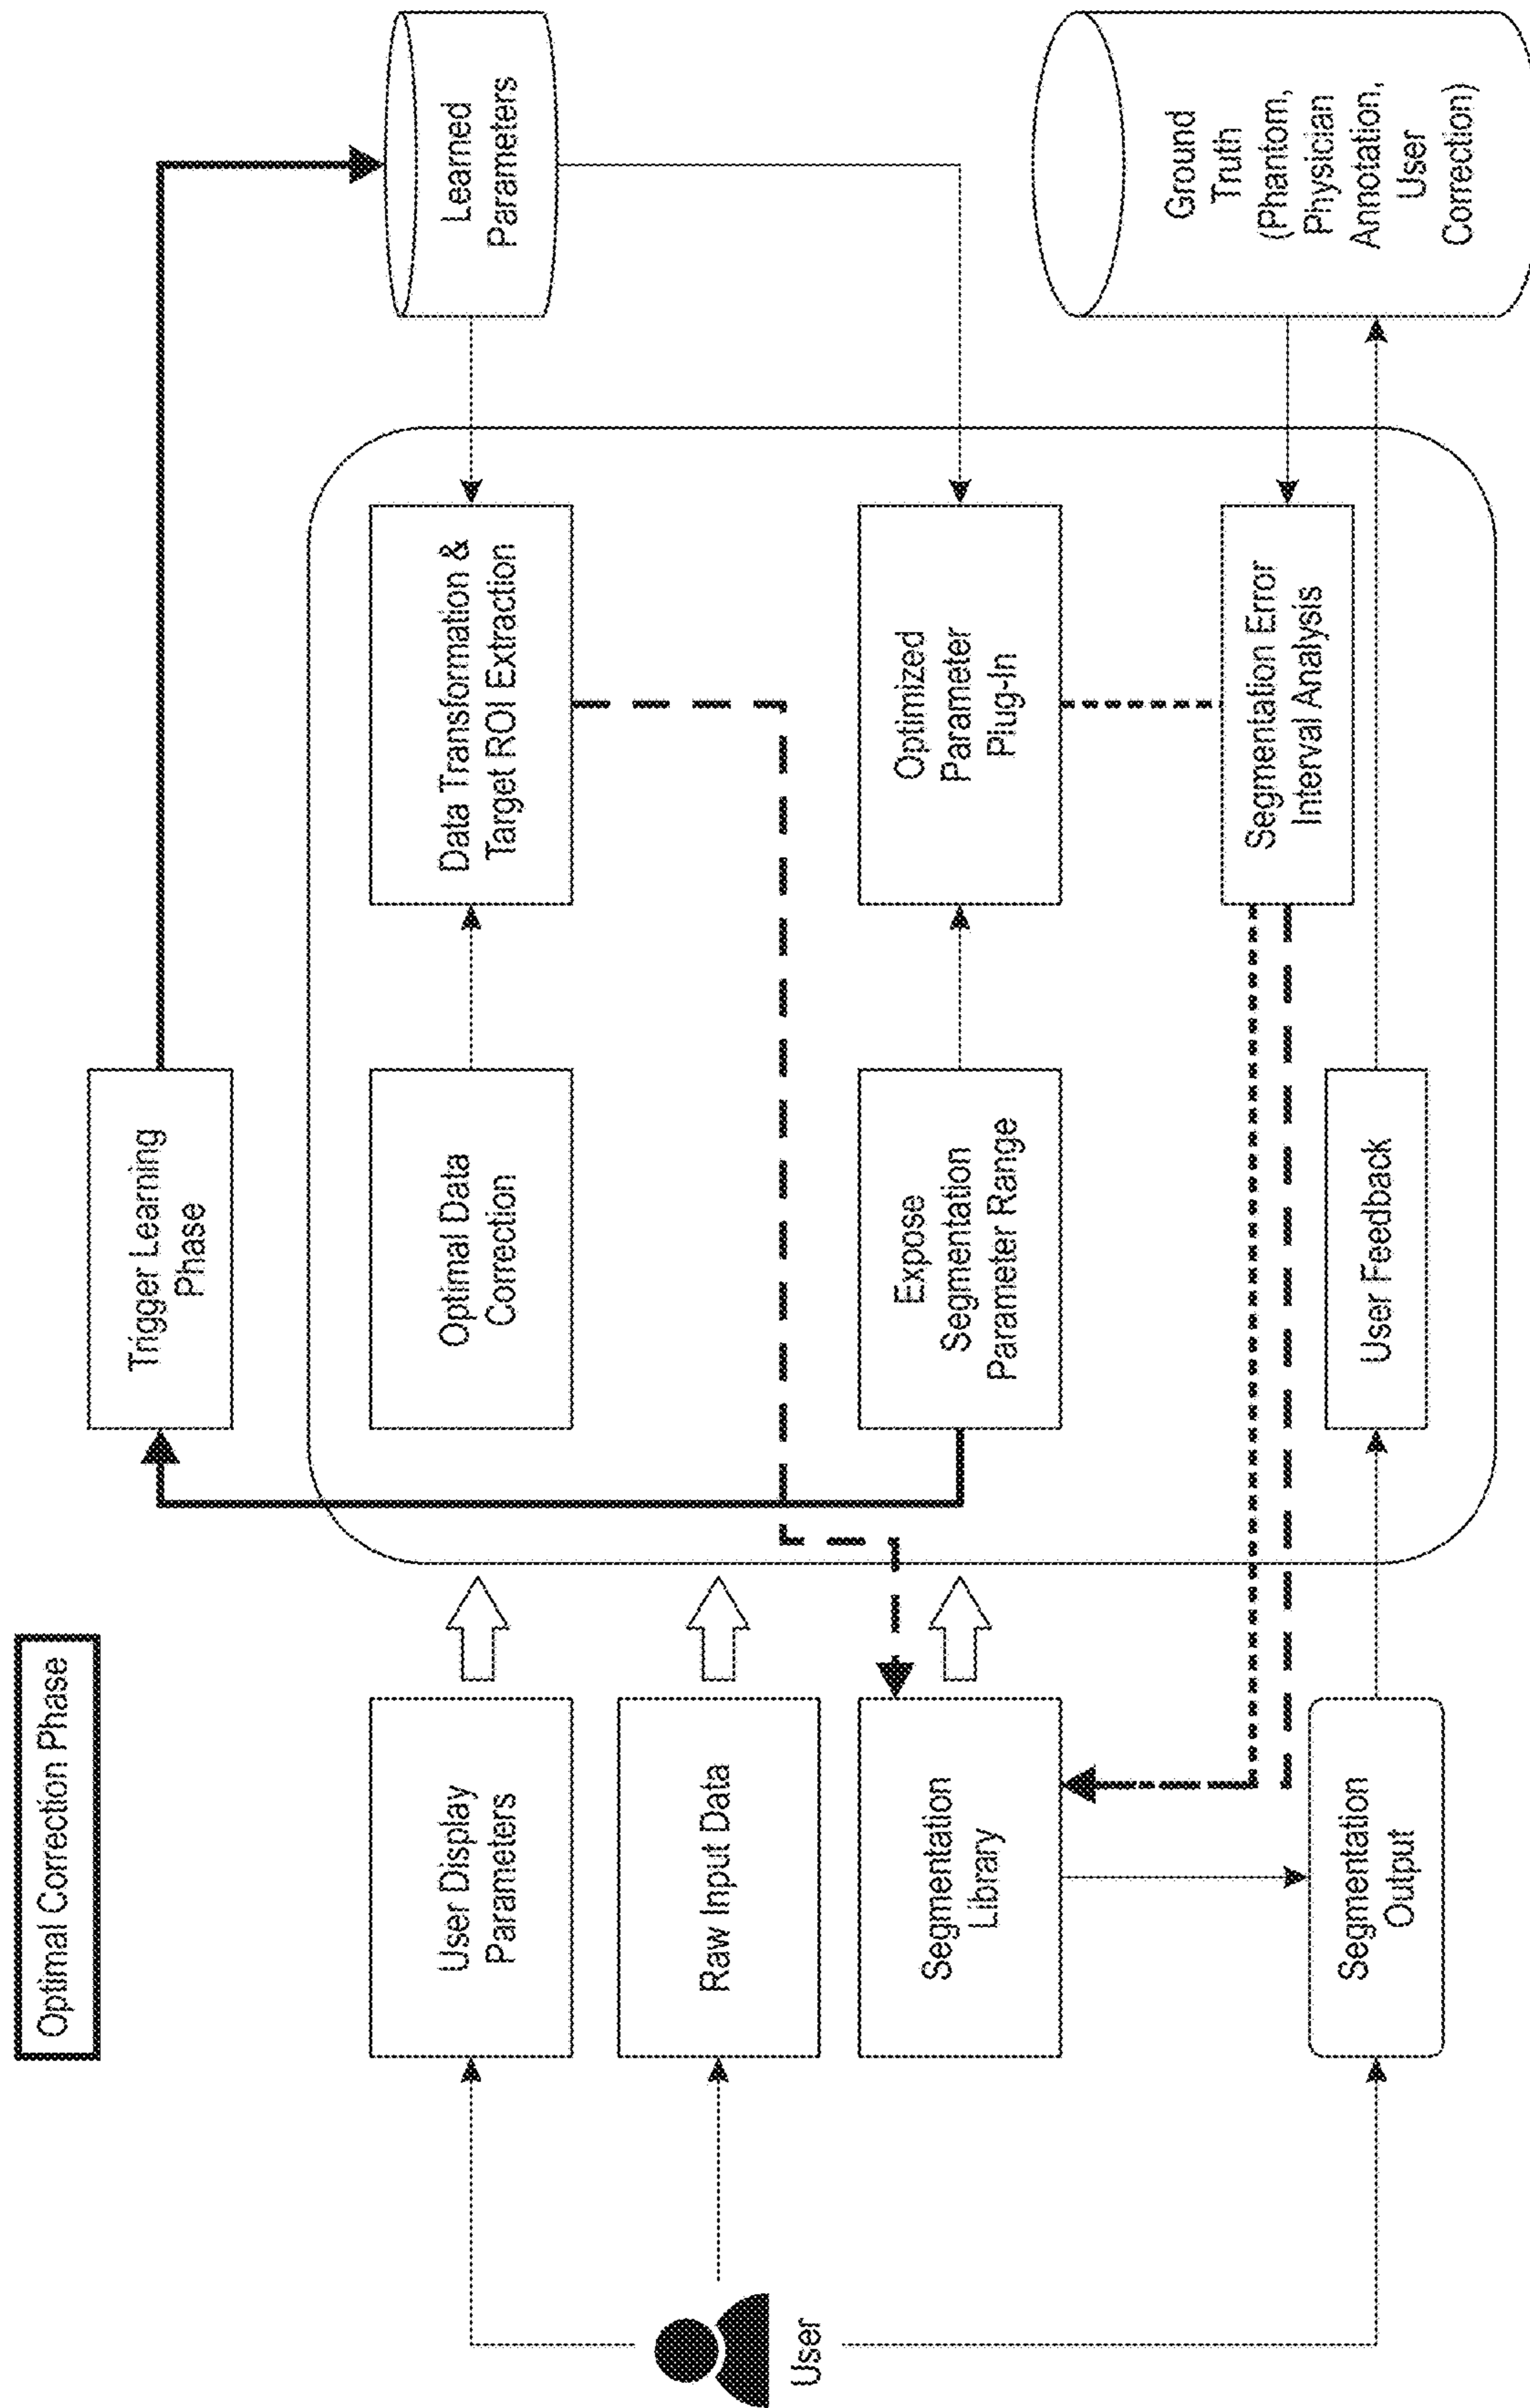 Optimal Correction Phase
Trigger Learning
Phase
Learned
Parameters
User Display
Parameters
Optimal Data
Correction
Data Transformation &
Target ROI Extraction
Raw Input Data
User
Segmentation
Library
Expose
Segmentation
Parameter Range
Optimized
Parameter
Plug-In
Segmentation Error
Interval Analysis
Ground
Truth
(Phantom,
Physician
Annotation,
User
Correction)
Segmentation
Output
User Feedback